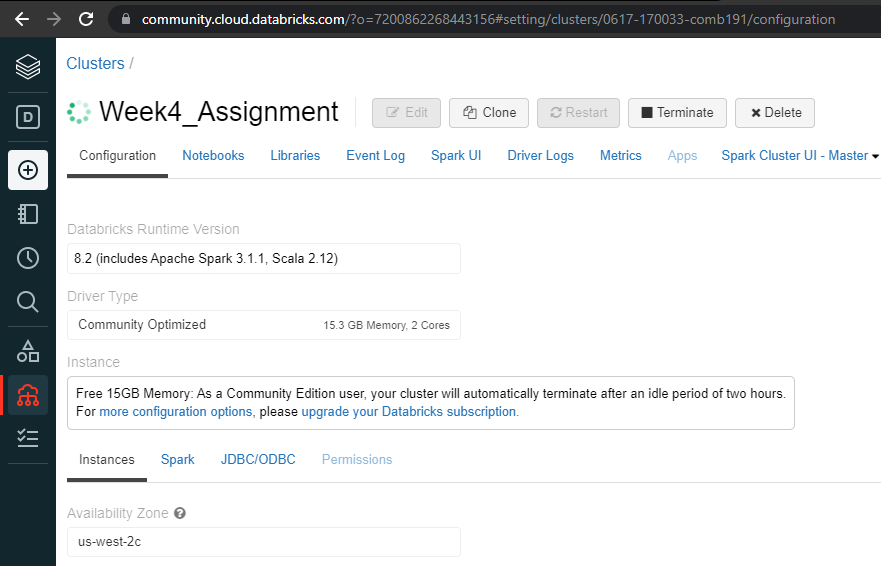 community.cloud.databricks.com/?o=7200862268443156#setting/clusters/0617-170033-comb191/configuration
Clusters /
D
Week4_Assignment Edit Clone Restart Terminate Delete
Configuration Notebooks Libraries Event Log Spark UI Driver Logs Metrics Apps Spark Cluster UI - Master
Databricks Runtime Version
8.2 (includes Apache Spark 3.1.1, Scala 2.12)
Driver Type
Community Optimized 15.3 GB Memory, 2 Cores
Instance
Free 15GB Memory: As a Community Edition user, your cluster will automatically terminate after an idle period of two hours.
For more configuration options, please upgrade your Databricks subscription.
Instances Spark JDBC/ODBC Permissions
Availability Zone ?
us-west-2c